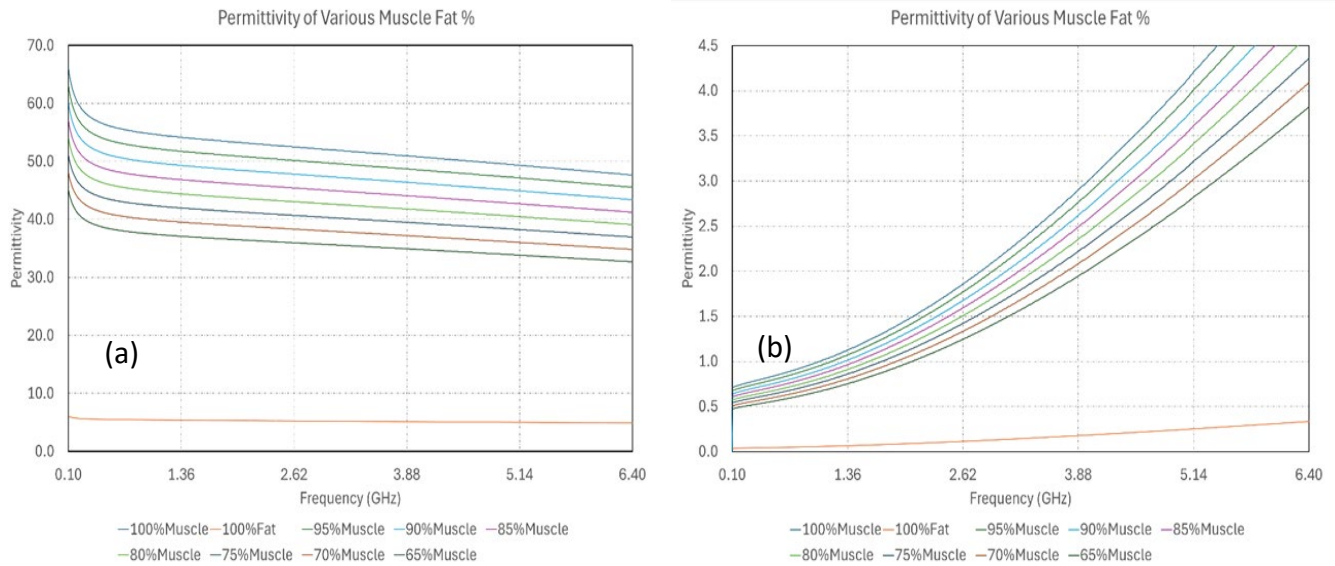 Permittivity of Various Muscle Fat %
70.0
60.0
50.0
40.0
30.0
20.0
10.0
0.0
Permittivity
(a)
0.10 1.36 2.62 3.88 5.14 6.40
Frequency (GHz)
100%Muscle 100%Fat 95%Muscle 90%Muscle 85%Muscle
80%Muscle 75%Muscle 70%Muscle 65%Muscle
Permittivity of Various Muscle Fat %
4.5
4.0
3.5
3.0
2.5
2.0
1.5
1.0
0.5
0.0
Permittivity
(b)
0.10 1.36 2.62 3.88 5.14 6.40
Frequency (GHz)
100%Muscle 100%Fat 95%Muscle 90%Muscle 85%Muscle
80%Muscle 75%Muscle 70%Muscle 65%Muscle